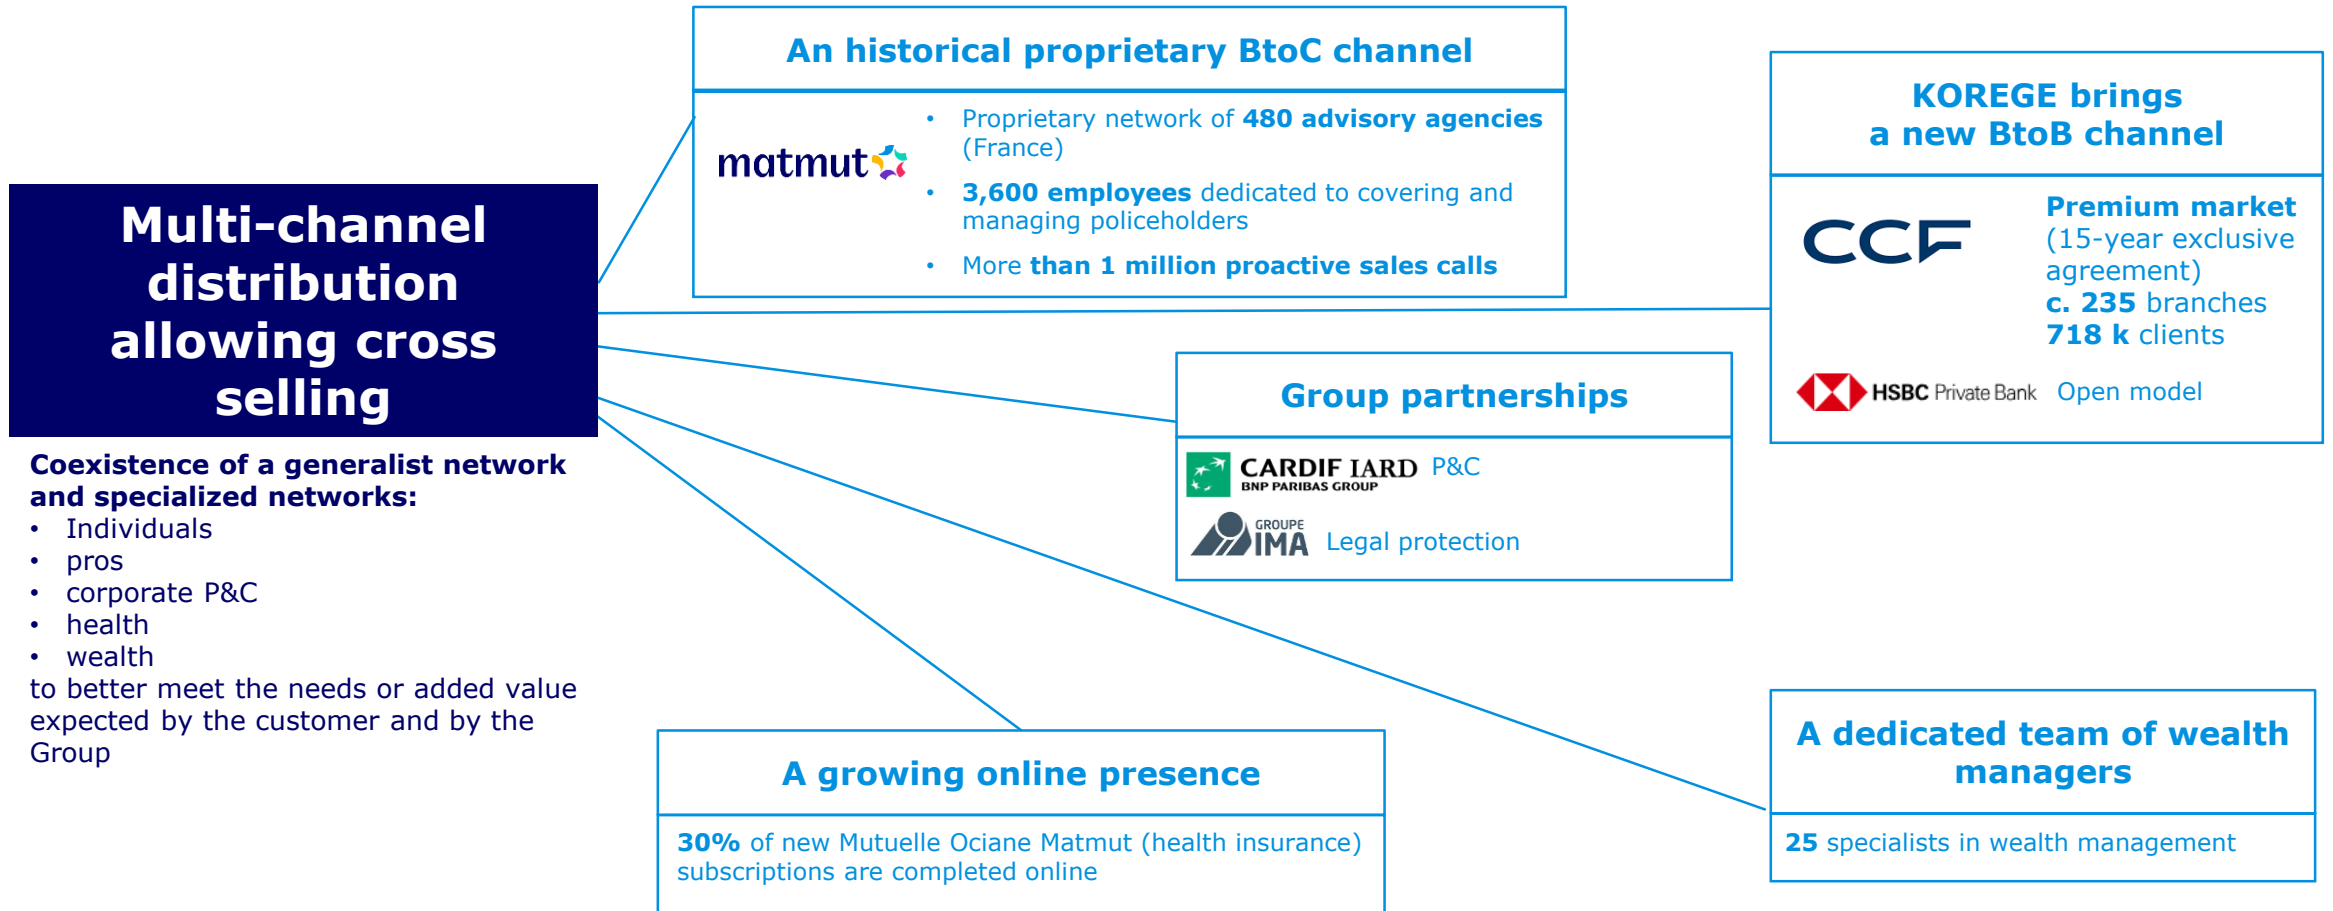 Multi-channel
distribution
allowing cross
selling
Coexistence of a generalist network
and specialized networks:
• Individuals
• pros
• corporate P&C
• health
• wealth
to better meet the needs or added value
expected by the customer and by the
Group
An historical proprietary BtoC channel
matmut
• Proprietary network of 480 advisory agencies
(France)
• 3,600 employees dedicated to covering and
managing policeholders
• More than 1 million proactive sales calls
KOREGE brings
a new BtoB channel
CCF
Premium market
(15-year exclusive
agreement)
c. 235 branches
718 k clients
HSBC Private Bank Open model
Group partnerships
CARDIF IARD P&C
BNP PARIBAS GROUP
GROUPE
IMA Legal protection
A growing online presence
30% of new Mutuelle Ociane Matmut (health insurance)
subscriptions are completed online
A dedicated team of wealth
managers
25 specialists in wealth management